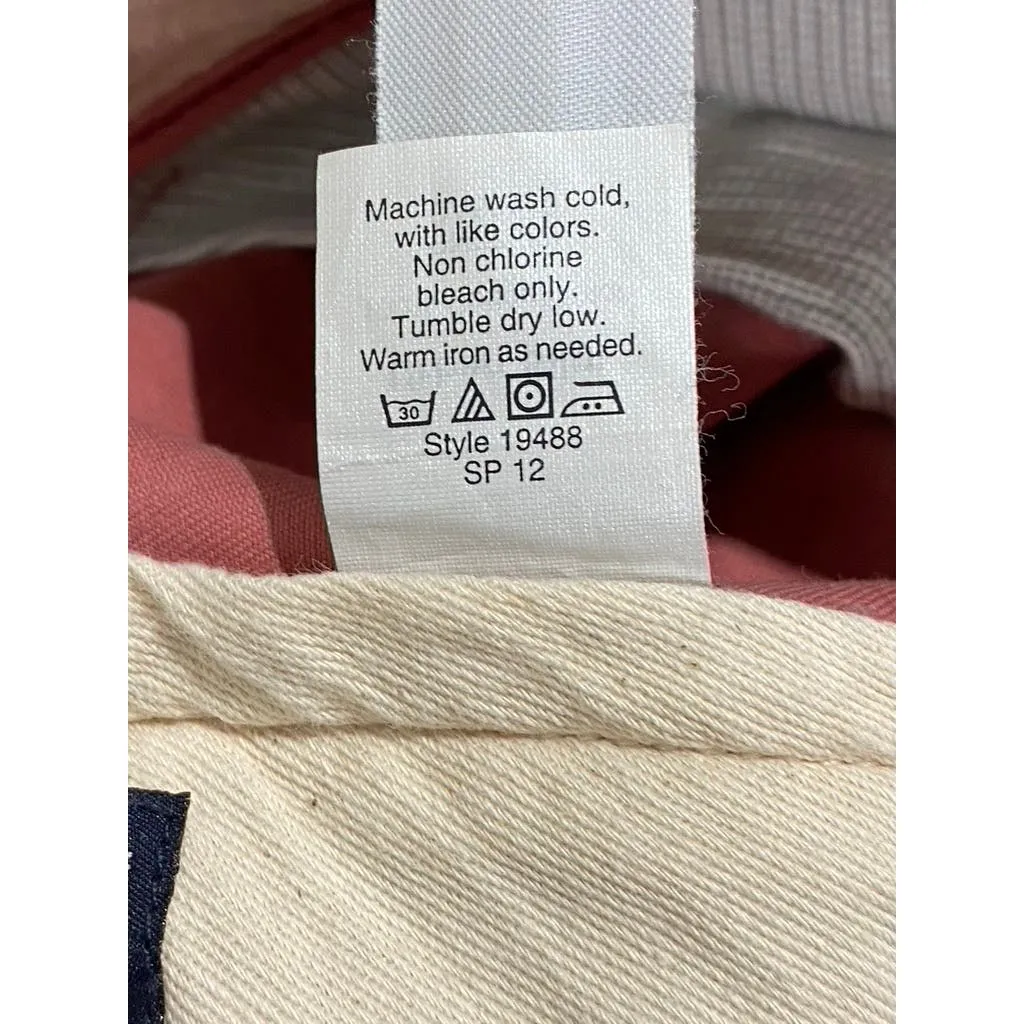 Machine wash cold,
with like colors.
Non chlorine
bleach only.
Tumble dry low.
Warm iron as needed.
30
Style 19488
SP 12